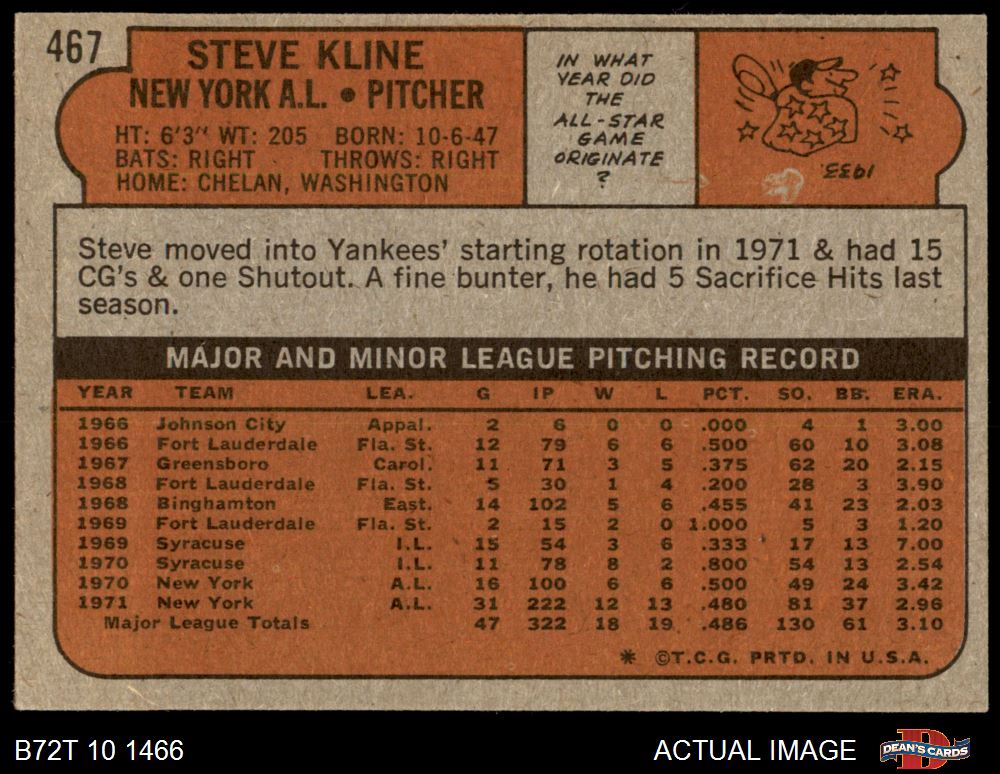 467
STEVE KLINE
NEW YORK A.L. • PITCHER
HT: 6'3" WT: 205 BORN: 10-6-47
BATS: RIGHT THROWS: RIGHT
HOME: CHELAN, WASHINGTON
IN WHAT
YEAR DID
THE
ALL-STAR
GAME
ORIGINATE
?
1933
Steve moved into Yankees' starting rotation in 1971 & had 15
CG's & one Shutout. A fine bunter, he had 5 Sacrifice Hits last
season.
MAJOR AND MINOR LEAGUE PITCHING RECORD
YEAR TEAM LEA. G IP W L PCT. SO. BB. ERA.
1966 Johnson City Appal. 2 6 0 0 .000 4 1 3.00
1966 Fort Lauderdale Fla. St. 12 79 6 6 .500 60 10 3.08
1967 Greensboro Carol. 11 71 3 5 .375 62 20 2.15
1968 Fort Lauderdale Fla. St. 5 30 1 4 .200 28 3 3.90
1968 Binghamton East. 14 102 5 6 .455 41 23 2.03
1969 Fort Lauderdale Fla. St. 2 15 2 0 1.000 5 3 1.20
1969 Syracuse I.L. 15 54 3 6 .333 17 13 7.00
1970 Syracuse I.L. 11 78 8 2 .800 54 13 2.54
1970 New York A.L. 16 100 6 6 .500 49 24 3.42
1971 New York A.L. 31 222 12 13 .480 81 37 2.96
Major League Totals 47 322 18 19 .486 130 61 3.10
* ©T.C.G. PRTD. IN U.S.A.
B72T 10 1466
ACTUAL IMAGE
B
DEAN'S CARDS